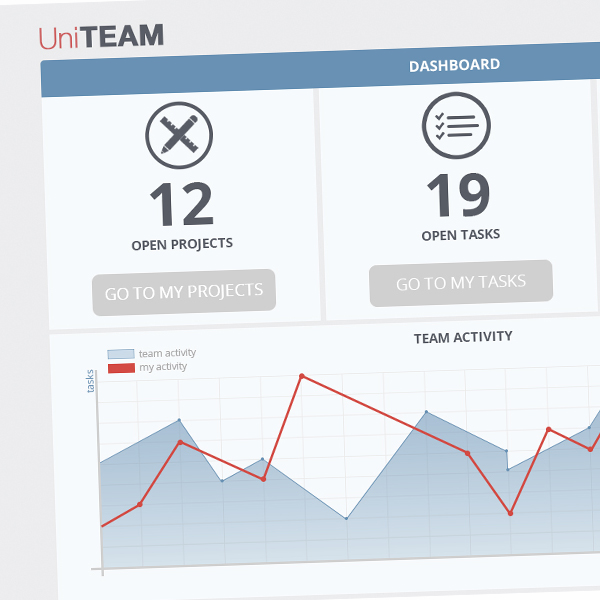 UniTEAM
DASHBOARD
12
OPEN PROJECTS
GO TO MY PROJECTS
19
OPEN TASKS
GO TO MY TASKS
TEAM ACTIVITY
team activity
my activity
tasks